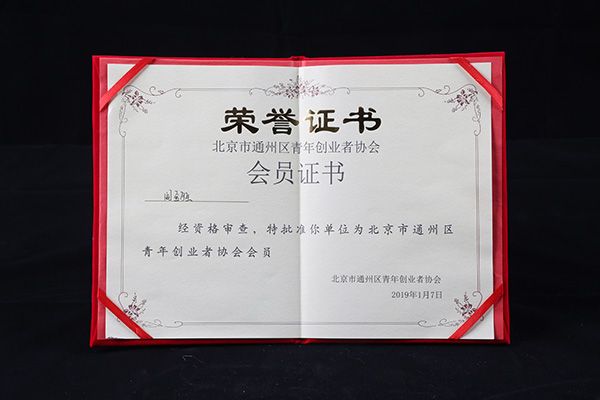 荣誉证书
北京市通州区青年创业者协会
会员证书
经资格审查,特批准你单位为北京市通州区
青年创业者协会会员
北京市通州区青年创业者协会
2019年1月7日